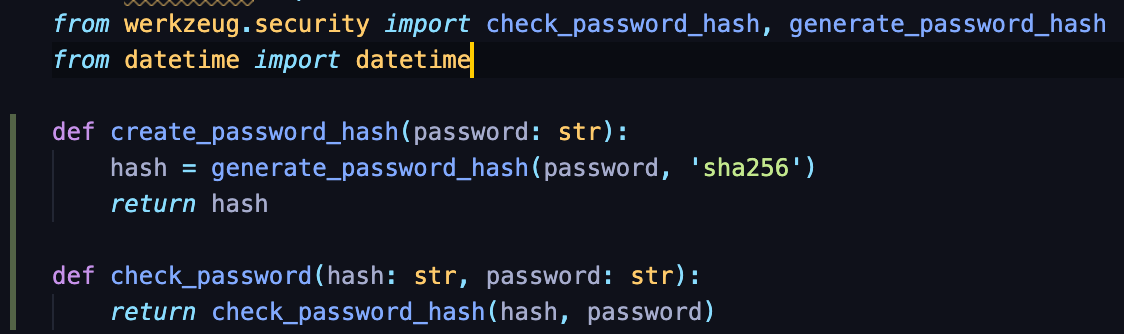 from werkzeug.security import check_password_hash, generate_password_hash
from datetime import datetime
def create_password_hash(password: str):
    hash = generate_password_hash(password, 'sha256')
    return hash
def check_password(hash: str, password: str):
    return check_password_hash(hash, password)